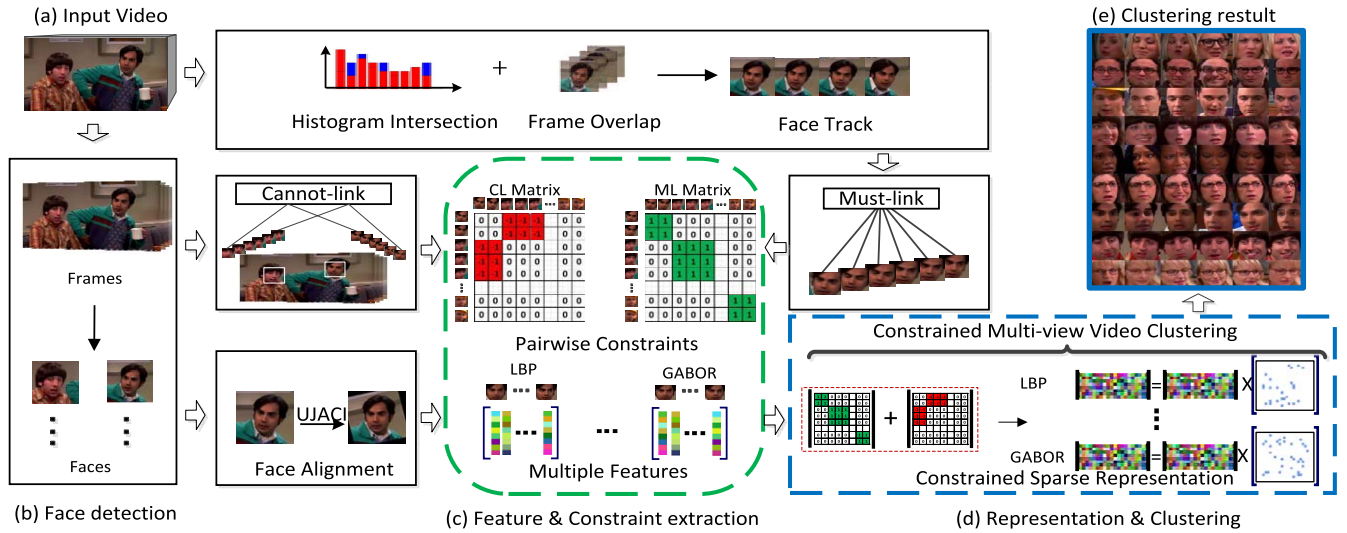 (a) Input Video
(e) Clustering restult
Histogram Intersection
+
Frame Overlap
Face Track
Frames
Faces
(b) Face detection
Cannot-link
CL Matrix
ML Matrix
Must-link
Pairwise Constraints
UJACI
Face Alignment
LBP
GABOR
Multiple Features
(c) Feature & Constraint extraction
Constrained Multi-view Video Clustering
LBP
+
=
X
GABOR
=
X
Constrained Sparse Representation
(d) Representation & Clustering